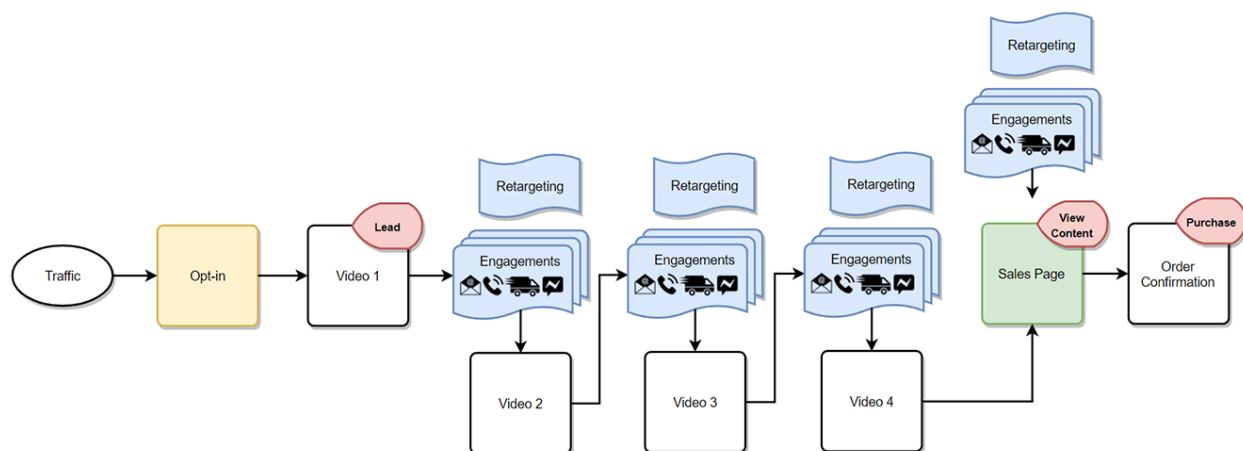 Retargeting
Engagements
Retargeting
Retargeting
Retargeting
Lead
View
Content
Purchase
Traffic
Opt-in
Video 1
Engagements
Engagements
Engagements
Sales Page
Order
Confirmation
Video 2
Video 3
Video 4